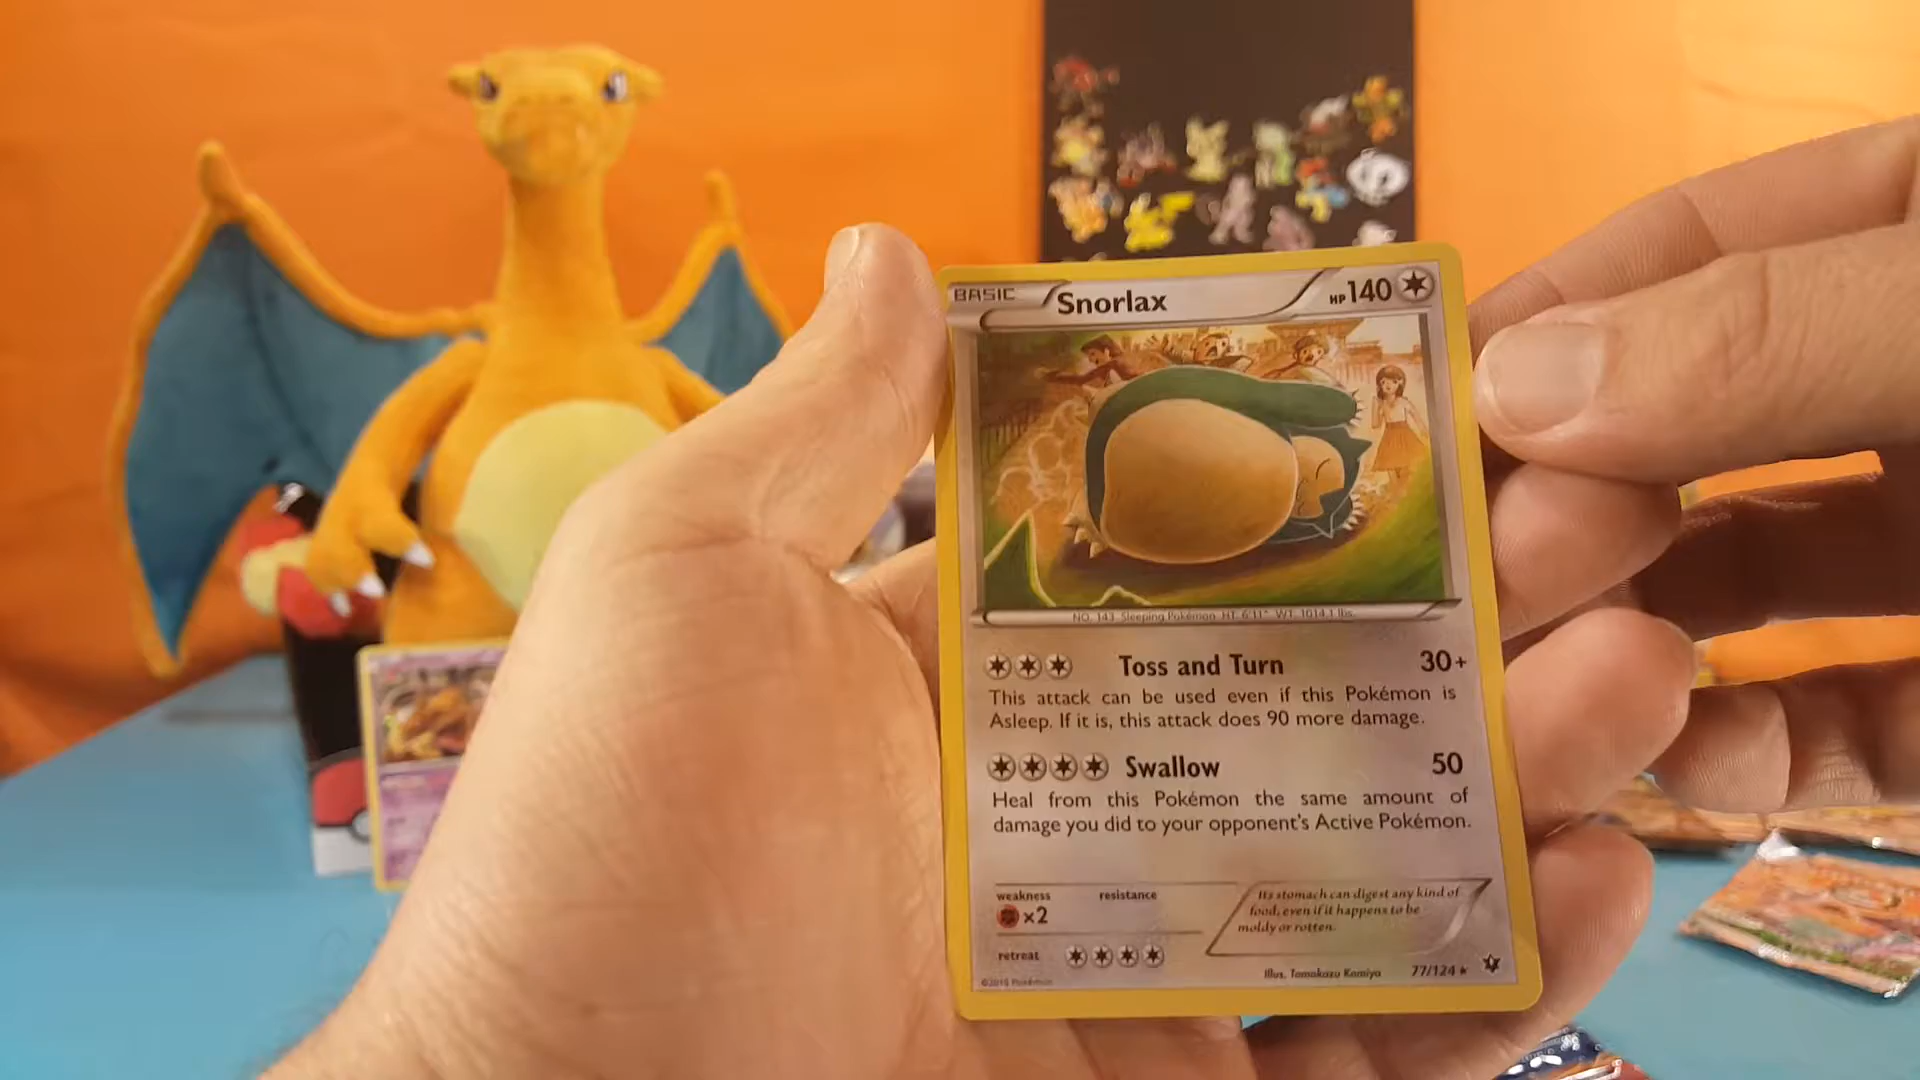 BASIC Snorlax HP140
NO. 143 Sleeping Pokémon HT. 6'11" WT. 1014.1 lbs.
Toss and Turn 30+
This attack can be used even if this Pokémon is
Asleep. If it is, this attack does 90 more damage.
Swallow 50
Heal from this Pokémon the same amount of
damage you did to your opponent's Active Pokémon.
weakness resistance
×2
retreat
Its stomach can digest any kind of
food, even if it happens to be
moldy or rotten.
Illus. Tomokazu Komiya 77/124 ★
©2016 Pokémon